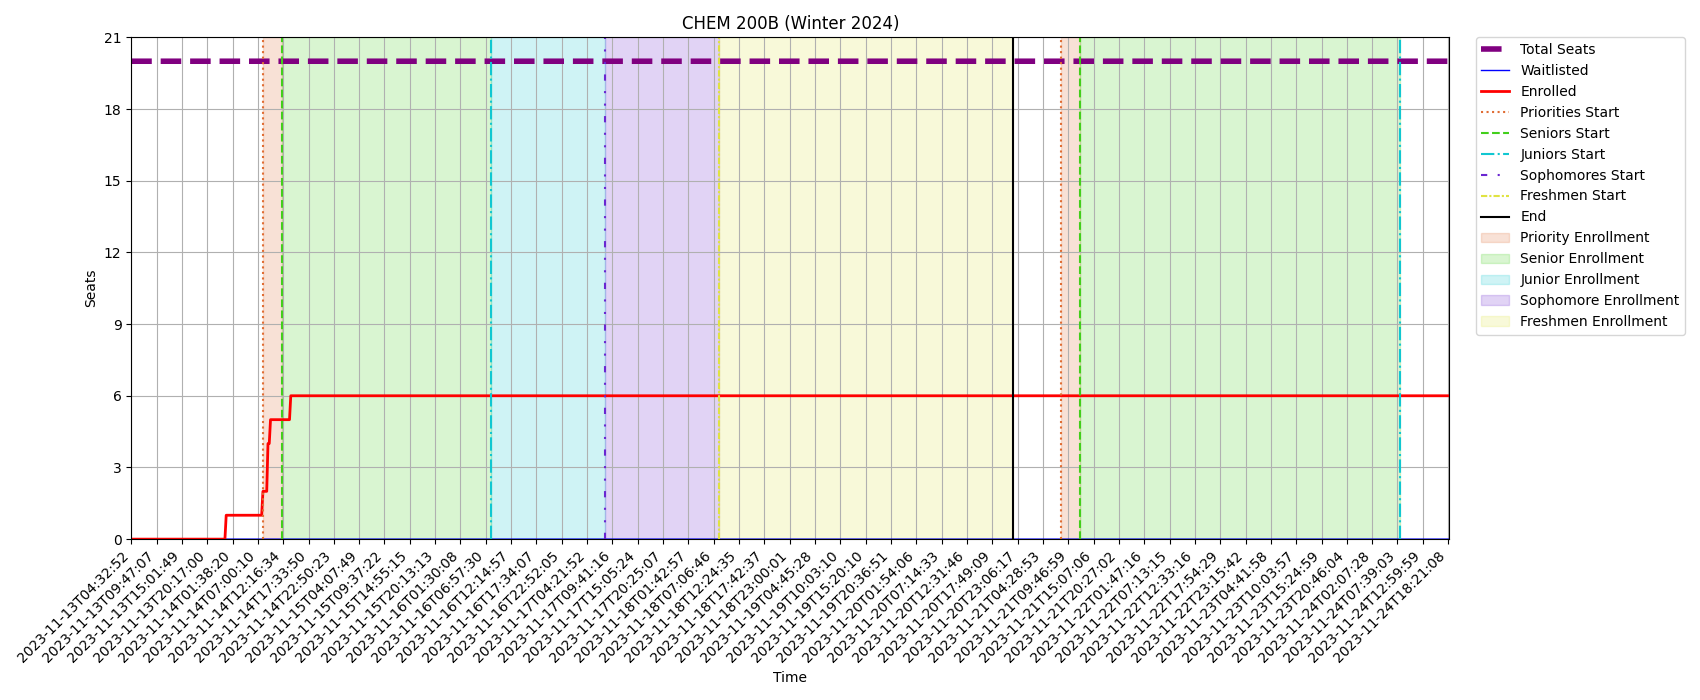 CHEM 200B (Winter 2024)
21
18
15
12
9
6
3
0
Seats
2023-11-13T04:32:52
2023-11-13T09:47:07
2023-11-13T15:01:49
2023-11-13T20:17:00
2023-11-14T01:38:20
2023-11-14T07:00:10
2023-11-14T12:16:34
2023-11-14T17:33:50
2023-11-14T22:50:23
2023-11-15T04:07:49
2023-11-15T09:37:22
2023-11-15T14:55:15
2023-11-15T20:13:13
2023-11-16T01:30:08
2023-11-16T06:57:30
2023-11-16T12:14:57
2023-11-16T17:34:07
2023-11-16T22:52:05
2023-11-17T04:21:52
2023-11-17T09:41:16
2023-11-17T15:05:24
2023-11-17T20:25:07
2023-11-18T01:42:57
2023-11-18T07:06:46
2023-11-18T12:24:35
2023-11-18T17:42:37
2023-11-18T23:00:01
2023-11-19T04:45:28
2023-11-19T10:03:10
2023-11-19T15:20:10
2023-11-19T20:36:51
2023-11-20T01:54:06
2023-11-20T07:14:33
2023-11-20T12:31:46
2023-11-20T17:49:09
2023-11-20T23:06:17
2023-11-21T04:28:53
2023-11-21T09:46:59
2023-11-21T15:07:06
2023-11-21T20:27:02
2023-11-22T01:47:16
2023-11-22T07:13:15
2023-11-22T12:33:16
2023-11-22T17:54:29
2023-11-22T23:15:42
2023-11-23T04:41:58
2023-11-23T10:03:57
2023-11-23T15:24:59
2023-11-23T20:46:04
2023-11-24T02:07:28
2023-11-24T07:39:03
2023-11-24T12:59:59
2023-11-24T18:21:08
Time
Total Seats
Waitlisted
Enrolled
Priorities Start
Seniors Start
Juniors Start
Sophomores Start
Freshmen Start
End
Priority Enrollment
Senior Enrollment
Junior Enrollment
Sophomore Enrollment
Freshmen Enrollment